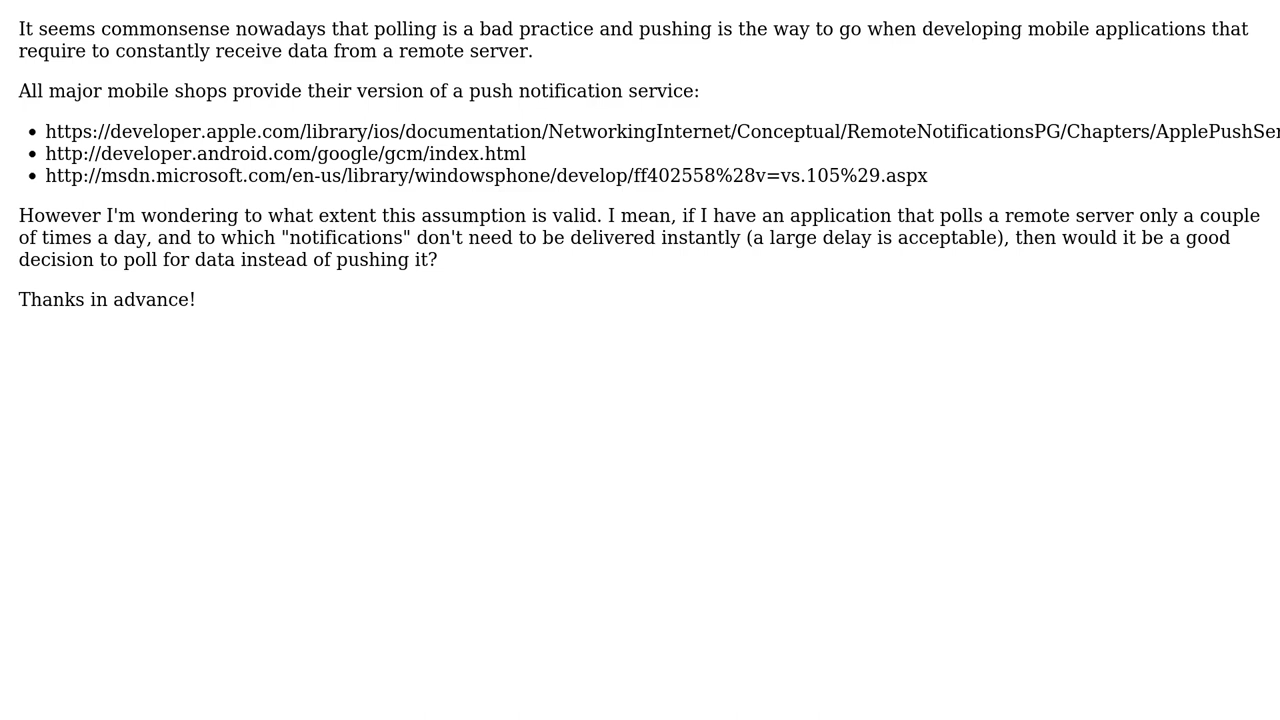 It seems commonsense nowadays that polling is a bad practice and pushing is the way to go when developing mobile applications that
require to constantly receive data from a remote server.
All major mobile shops provide their version of a push notification service:
• https://developer.apple.com/library/ios/documentation/NetworkingInternet/Conceptual/RemoteNotificationsPG/Chapters/ApplePushSer
• http://developer.android.com/google/gcm/index.html
• http://msdn.microsoft.com/en-us/library/windowsphone/develop/ff402558%28v=vs.105%29.aspx
However I'm wondering to what extent this assumption is valid. I mean, if I have an application that polls a remote server only a couple
of times a day, and to which "notifications" don't need to be delivered instantly (a large delay is acceptable), then would it be a good
decision to poll for data instead of pushing it?
Thanks in advance!